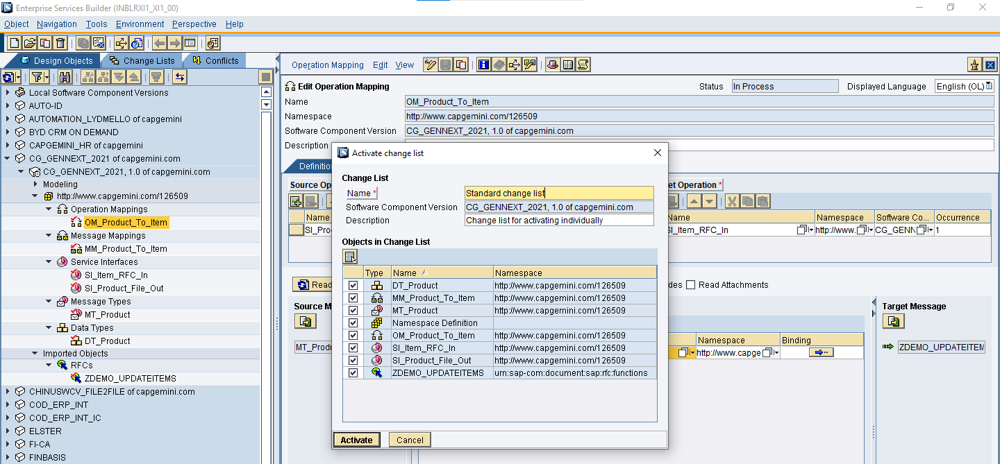 Enterprise Services Builder (INBLRXI1_XI1_00)
Object Navigation Tools Environment Perspective Help
Design Objects Change Lists Conflicts
Local Software Component Versions
AUTO-ID
AUTOMATION_LYDMELLO of capgemini
BYD CRM ON DEMAND
CAPGEMINI_HR of capgemini
CG_GENNEXT_2021 of capgemini.com
CG_GENNEXT_2021, 1.0 of capgemini.com
Modeling
http://www.capgemini.com/126509
Operation Mappings
OM_Product_To_Item
Message Mappings
MM_Product_To_Item
Service Interfaces
SI_Item_RFC_In
SI_Product_File_Out
Message Types
MT_Product
Data Types
DT_Product
Imported Objects
RFCs
ZDEMO_UPDATEITEMS
CHINUSWCV_FILE2FILE of capgemini.com
COD_ERP_INT
COD_ERP_INT_IC
ELSTER
FI-CA
FINBASIS
Operation Mapping Edit View
Edit Operation Mapping Status In Process Displayed Language English (OL)
Name OM_Product_To_Item
Namespace http://www.capgemini.com/126509
Software Component Version CG_GENNEXT_2021, 1.0 of capgemini.com
Description
Definitio
Source Op
Name
SI_Proc
Read
Source M
MT_Produ
Activate change list
Change List
Name * Standard change list
Software Component Version CG_GENNEXT_2021, 1.0 of capgemini.com
Description Change list for activating individually
Objects in Change List
Type Name Namespace
DT_Product http://www.capgemini.com/126509
MM_Product_To_Item http://www.capgemini.com/126509
MT_Product http://www.capgemini.com/126509
Namespace Definition
OM_Product_To_Item http://www.capgemini.com/126509
SI_Item_RFC_In http://www.capgemini.com/126509
SI_Product_File_Out http://www.capgemini.com/126509
ZDEMO_UPDATEITEMS urn:sap-com:document:sap:rfc:functions
Activate Cancel
et Operation *
Name Namespace Software Co... Occurrence
SI_Item_RFC_In http://www. CG_GENN 1
des Read Attachments
Target Message
Namespace Binding
http://www.capge
ZDEMO_UPDATEITEM